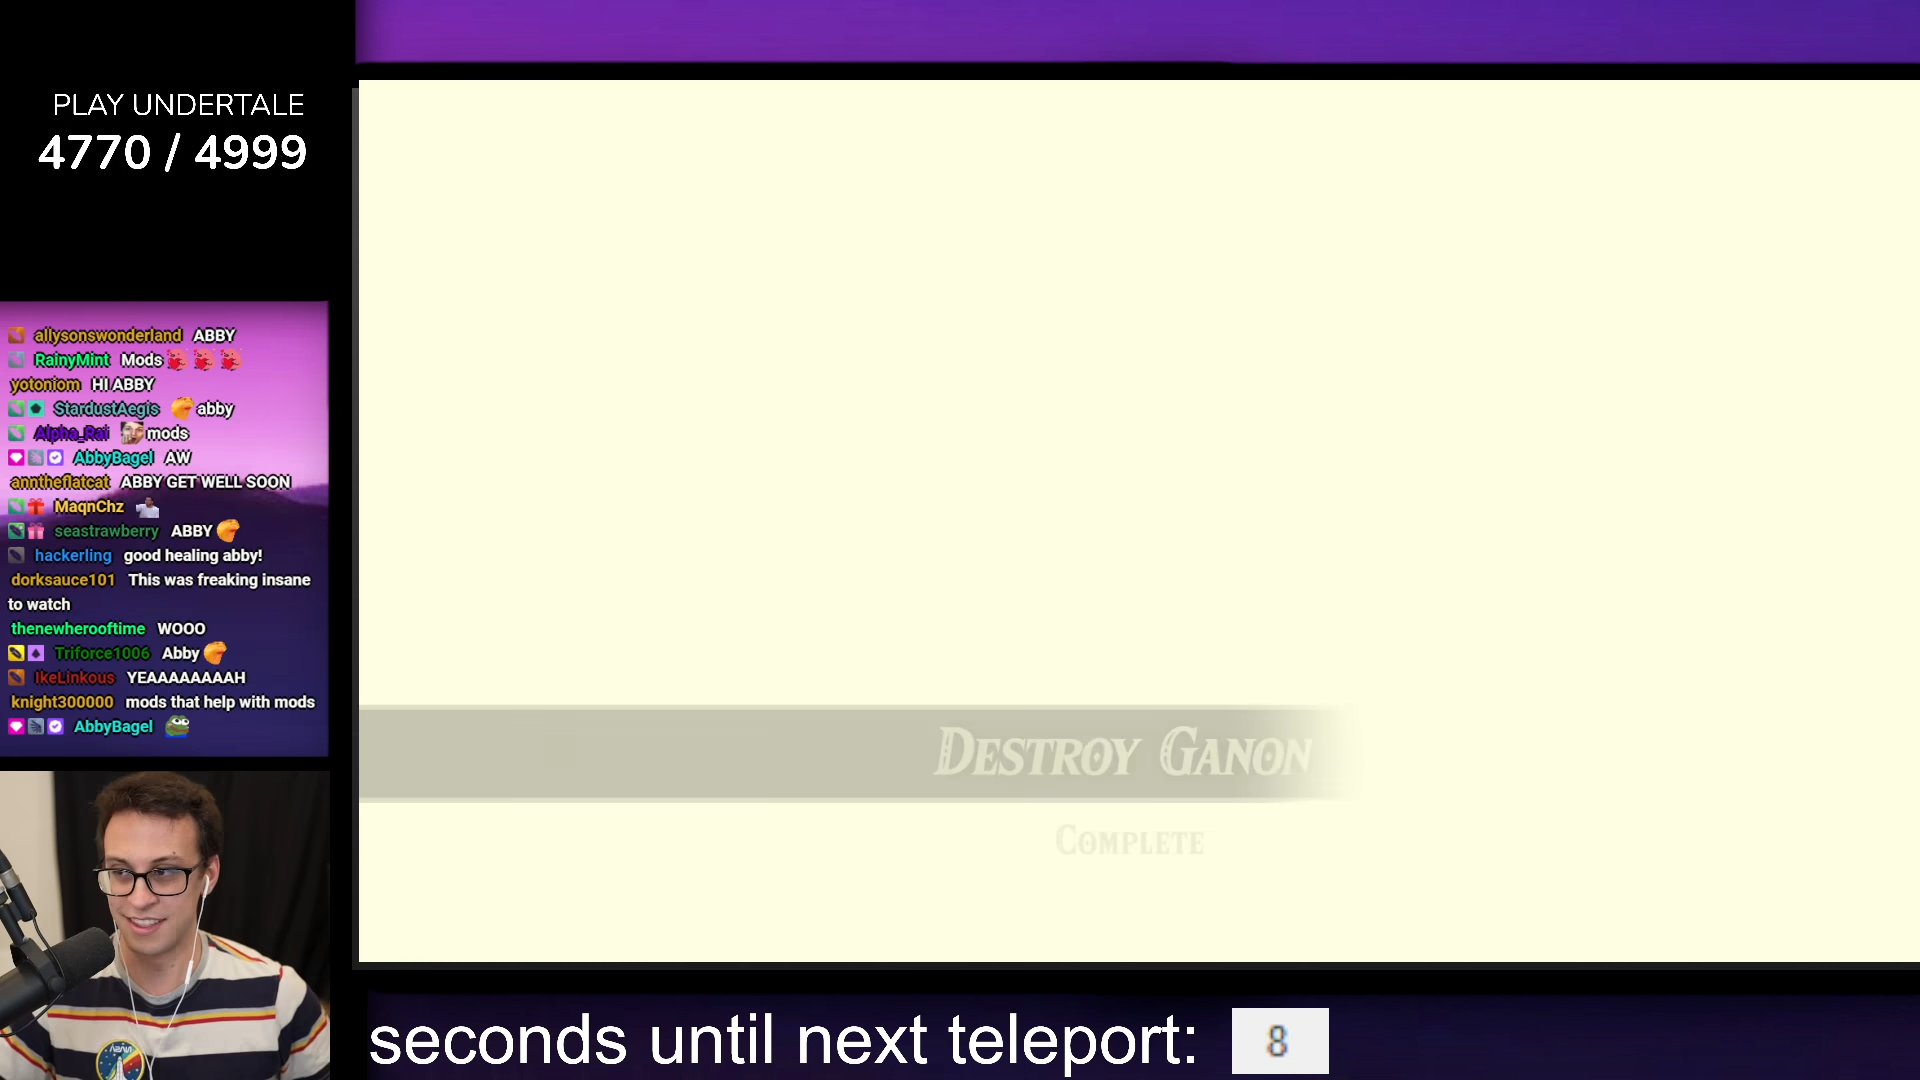 PLAY UNDERTALE
4770 / 4999
allysonswonderland ABBY
RainyMint Mods
yotoniom HI ABBY
StardustAegis abby
Alpha_Rai mods
AbbyBagel AW
anntheflatcat ABBY GET WELL SOON
MaqnChz
seastrawberry ABBY
hackerling good healing abby!
dorksauce101 This was freaking insane
to watch
thenewherooftime WOOO
Triforce1006 Abby
IkeLinkous YEAAAAAAAAH
knight300000 mods that help with mods
AbbyBagel
DESTROY GANON
COMPLETE
seconds until next teleport: 8